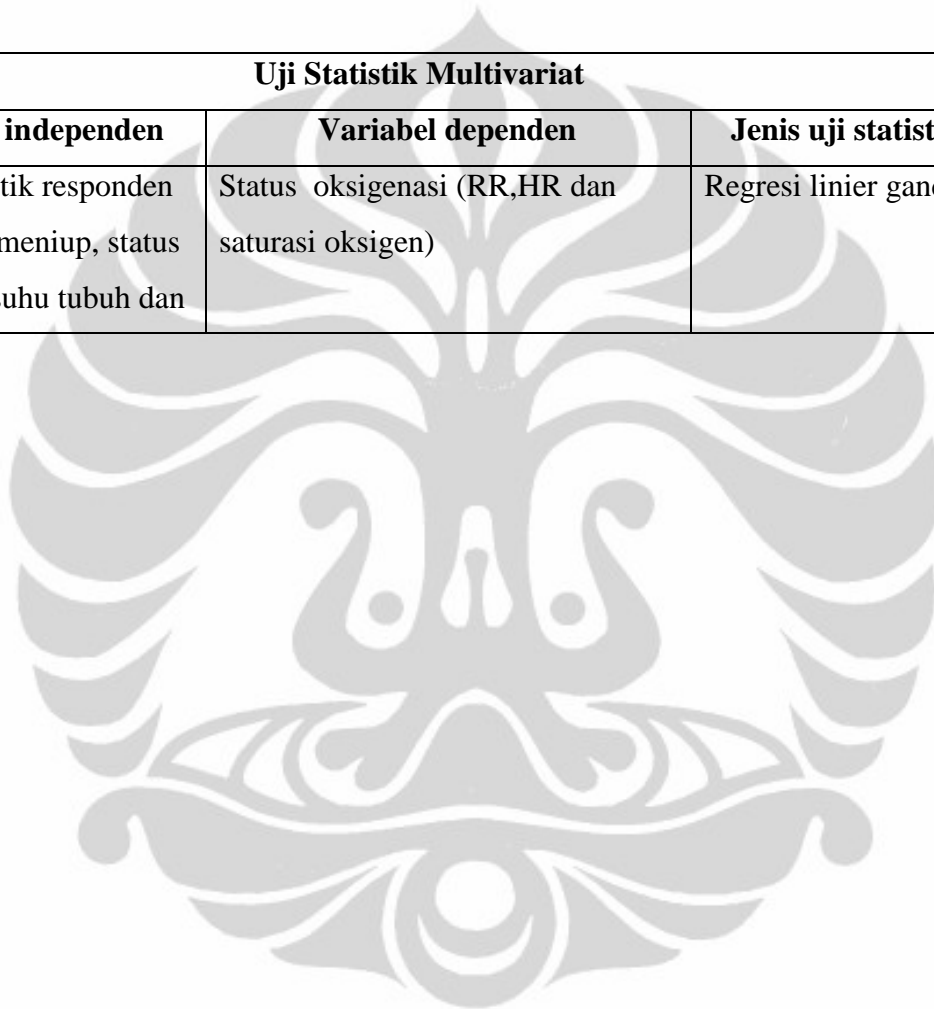 Uji Statistik Multivariat
independen Variabel dependen Jenis uji statist
tik responden Status oksigenasi (RR,HR dan Regresi linier gand
meniup, status saturasi oksigen)
suhu tubuh dan